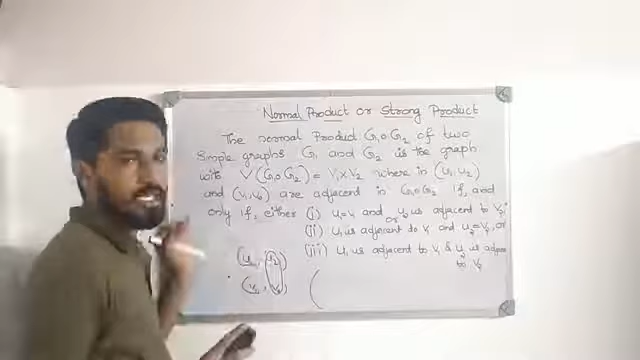 Normal Product or Strong Product
The normal Product G₁∘G₂ of two
Simple graphs G₁ and G₂ is the graph
with V(G₁∘G₂) = V₁×V₂ where in (u₁,u₂)
and (v₁,v₂) are adjacent in G₁∘G₂ If, and
only if, either (i) u₁=v₁ and u₂ is adjacent to v₂
or
(ii) u₁ is adjacent to v₁ and u₂=v₂, or
(iii) u₁ is adjacent to v₁ & u₂ is adjace
to v₂
(u₁, u₂)
(v₁, v₂) (